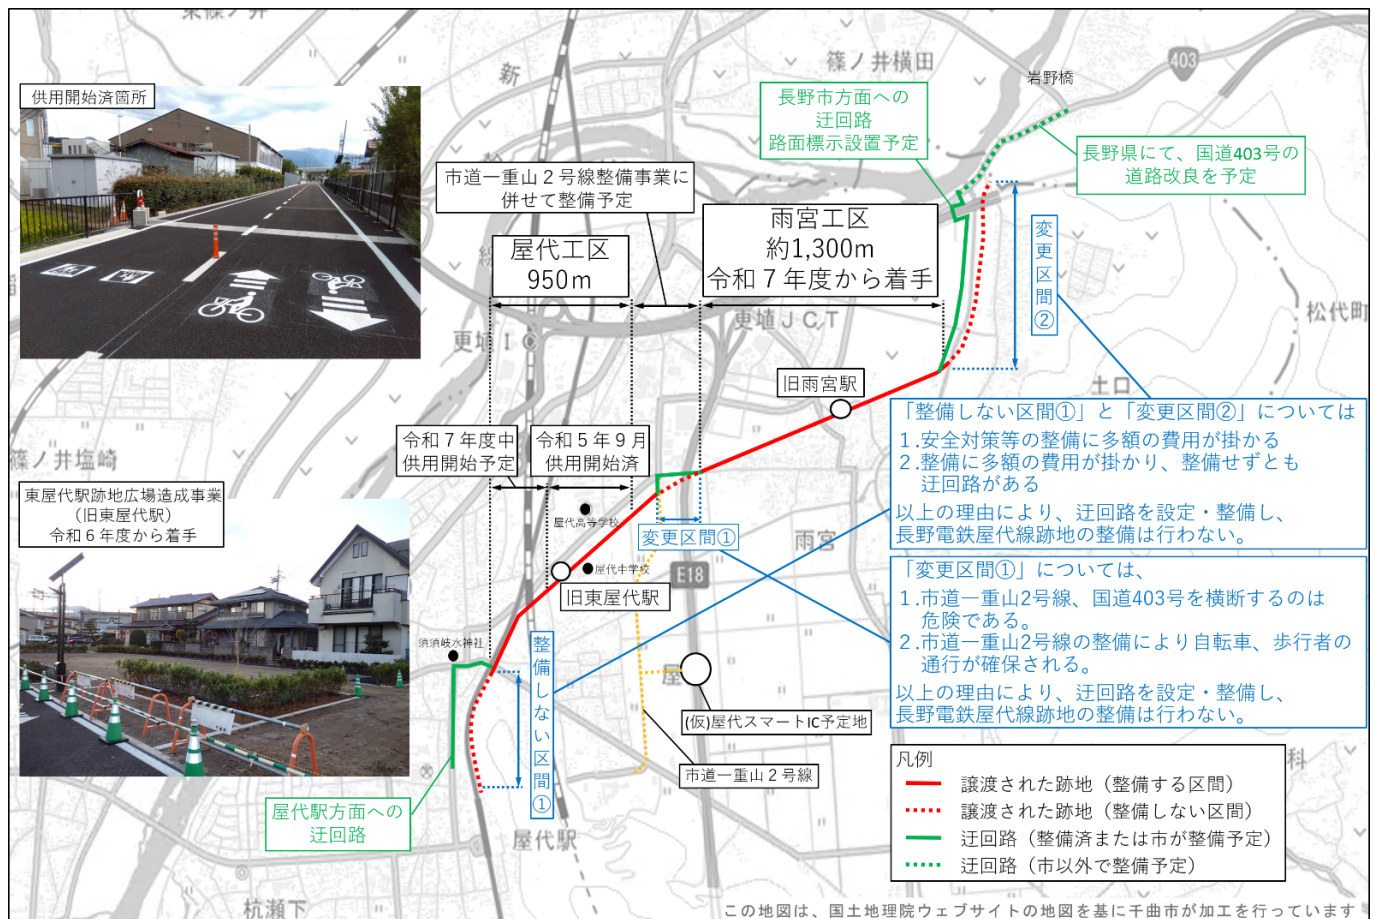 東篠ノ井
篠ノ井横田
403
岩野橋
新
供用開始済箇所
長野市方面への
迂回路
路面標示設置予定
長野県にて、国道403号の
道路改良を予定
市道一重山２号線整備事業に
併せて整備予定
屋代工区
950m
雨宮工区
約1,300m
令和７年度から着手
変更区間②
松代町
更埴ＪＣＴ
更埴ＩＣ
旧雨宮駅
土口
「整備しない区間①」と「変更区間②」については
１.安全対策等の整備に多額の費用が掛かる
２.整備に多額の費用が掛かり、整備せずとも
迂回路がある
以上の理由により、迂回路を設定・整備し、
長野電鉄屋代線跡地の整備は行わない。
令和７年度中
供用開始予定
令和５年９月
供用開始済
篠ノ井塩崎
東屋代駅跡地広場造成事業
（旧東屋代駅）
令和６年度から着手
屋代高等学校
変更区間①
雨宮
屋代中学校
E18
旧東屋代駅
「変更区間①」については、
１.市道一重山2号線、国道403号を横断するのは
危険である。
２.市道一重山2号線の整備により自転車、歩行者の
通行が確保される。
以上の理由により、迂回路を設定・整備し、
長野電鉄屋代線跡地の整備は行わない。
須須岐水神社
整備しない区間①
屋
(仮)屋代スマートIC予定地
市道一重山２号線
屋代駅方面への
迂回路
屋代駅
科
凡例
譲渡された跡地（整備する区間）
譲渡された跡地（整備しない区間）
迂回路（整備済または市が整備予定）
迂回路（市以外で整備予定）
杭瀬下
この地図は、国土地理院ウェブサイトの地図を基に千曲市が加工を行っています